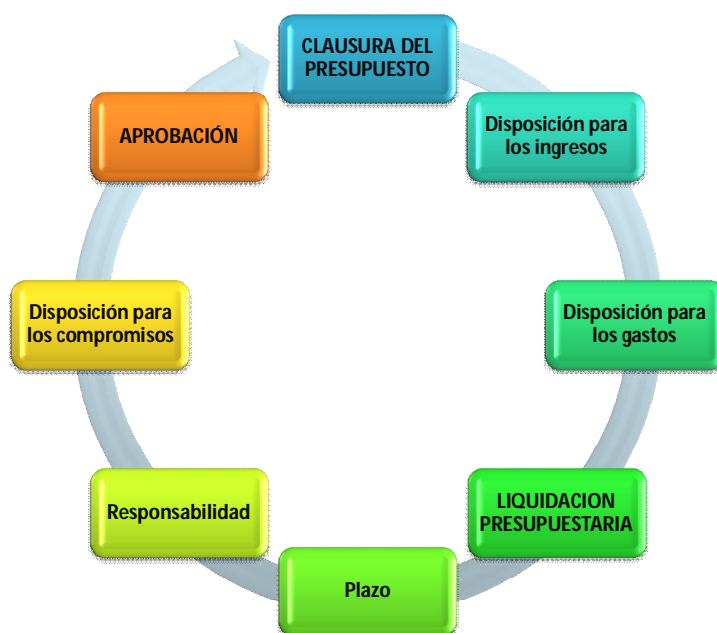 CLAUSURA DEL
PRESUPUESTO
Disposición para
los ingresos
Disposición para
los gastos
LIQUIDACION
PRESUPUESTARIA
Plazo
Responsabilidad
Disposición para
los compromisos
APROBACIÓN